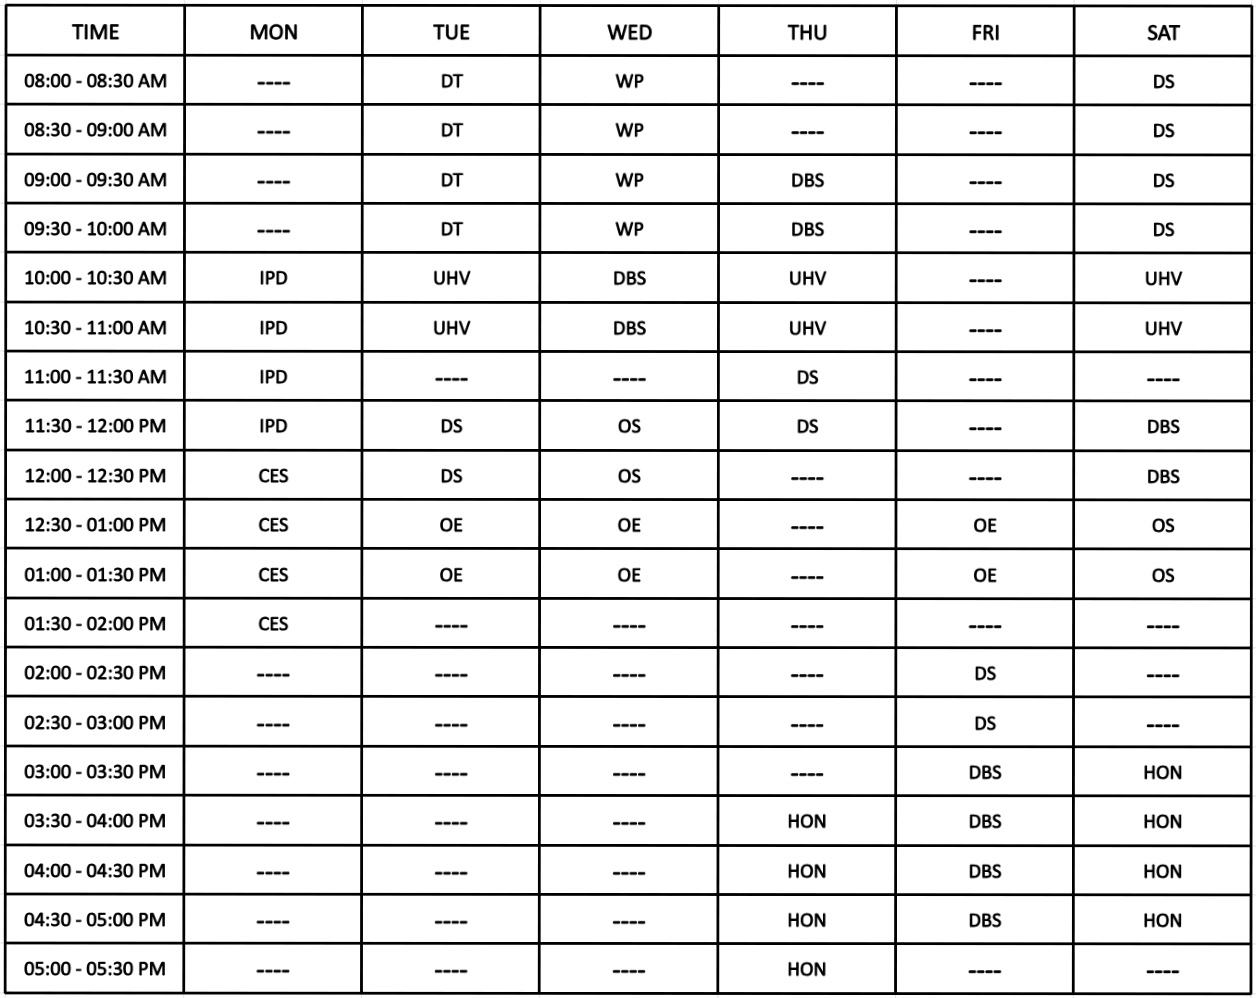 TIME MON TUE WED THU FRI SAT
08:00 - 08:30 AM ---- DT WP ---- ---- DS
08:30 - 09:00 AM ---- DT WP ---- ---- DS
09:00 - 09:30 AM ---- DT WP DBS ---- DS
09:30 - 10:00 AM ---- DT WP DBS ---- DS
10:00 - 10:30 AM IPD UHV DBS UHV ---- UHV
10:30 - 11:00 AM IPD UHV DBS UHV ---- UHV
11:00 - 11:30 AM IPD ---- ---- DS ---- ----
11:30 - 12:00 PM IPD DS OS DS ---- DBS
12:00 - 12:30 PM CES DS OS ---- ---- DBS
12:30 - 01:00 PM CES OE OE ---- OE OS
01:00 - 01:30 PM CES OE OE ---- OE OS
01:30 - 02:00 PM CES ---- ---- ---- ---- ----
02:00 - 02:30 PM ---- ---- ---- ---- DS ----
02:30 - 03:00 PM ---- ---- ---- ---- DS ----
03:00 - 03:30 PM ---- ---- ---- ---- DBS HON
03:30 - 04:00 PM ---- ---- ---- HON DBS HON
04:00 - 04:30 PM ---- ---- ---- HON DBS HON
04:30 - 05:00 PM ---- ---- ---- HON DBS HON
05:00 - 05:30 PM ---- ---- ---- HON ---- ----